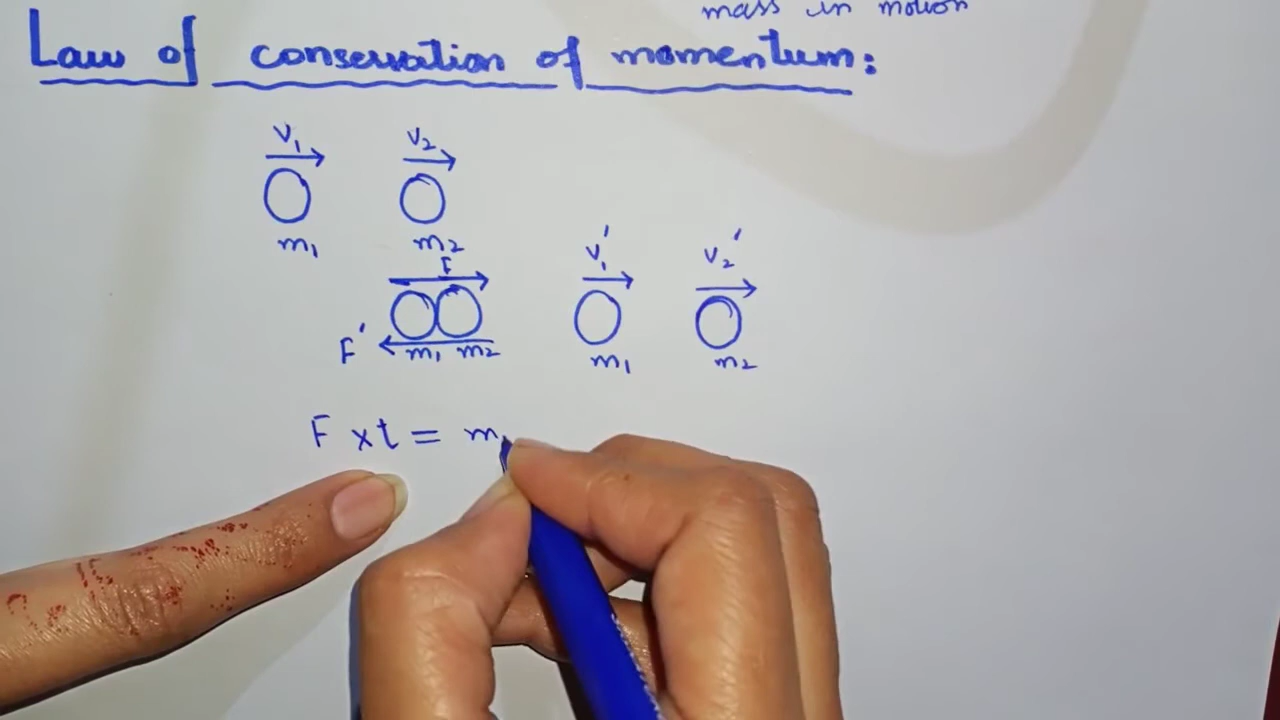 mass in motion
Law of conservation of momentum:
V₁ V₂
m₁ m₂
F V₁' V₂'
F' m₁ m₂ m₁ m₂
F × t = m